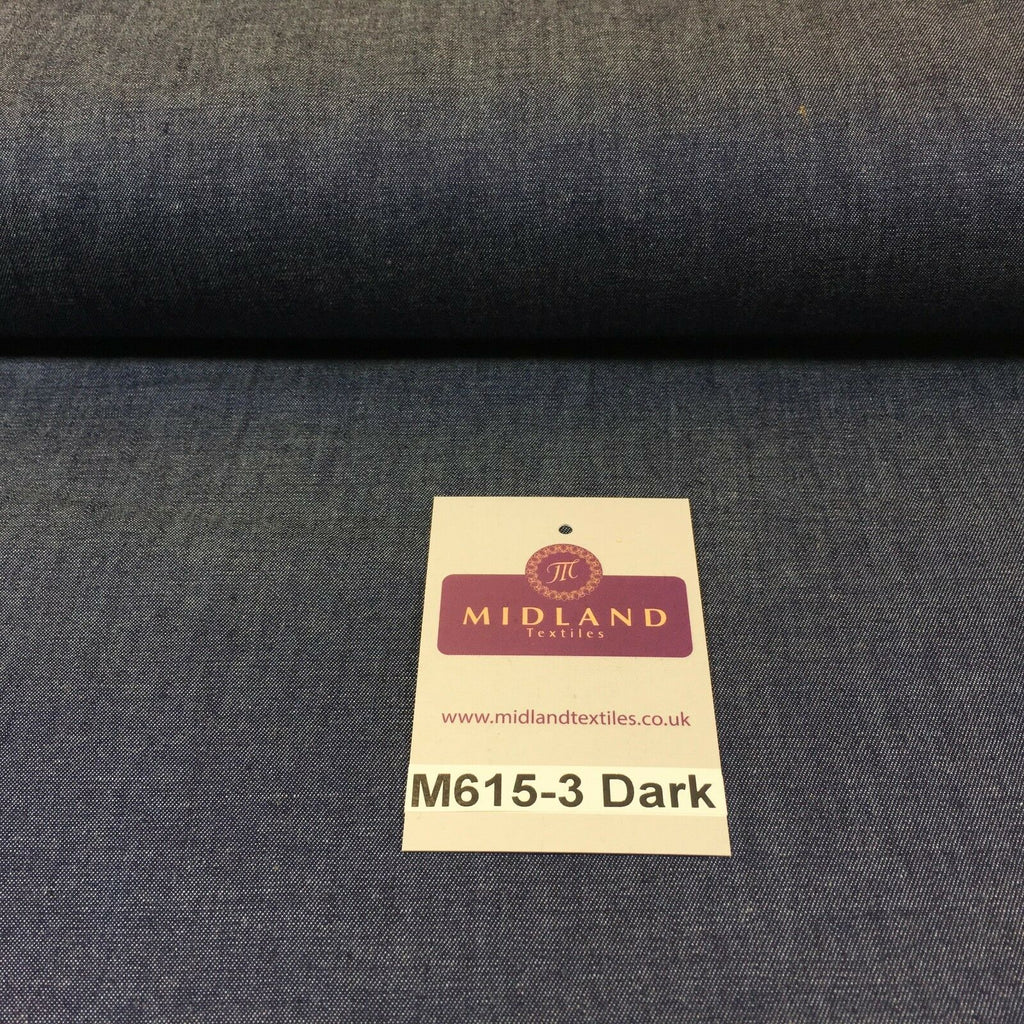 MIDLAND
Textiles
www.midlandtextiles.co.uk
M615-3 Dark